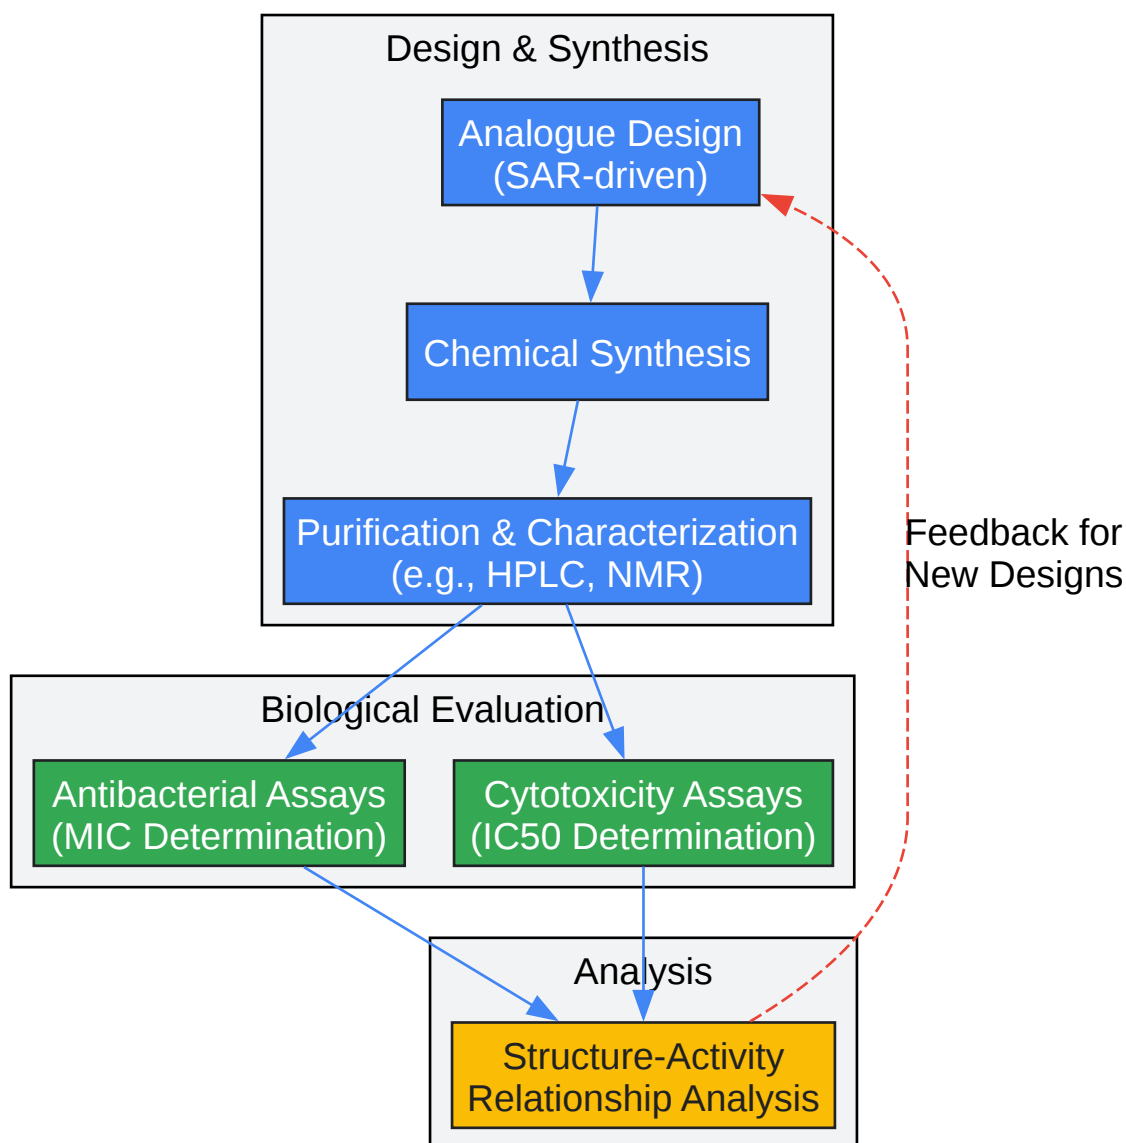 Design & Synthesis
Analogue Design
(SAR-driven)
Chemical Synthesis
Purification & Characterization
(e.g., HPLC, NMR)
Feedback for
New Designs
Biological Evaluation
Antibacterial Assays
(MIC Determination)
Cytotoxicity Assays
(IC50 Determination)
Analysis
Structure-Activity
Relationship Analysis